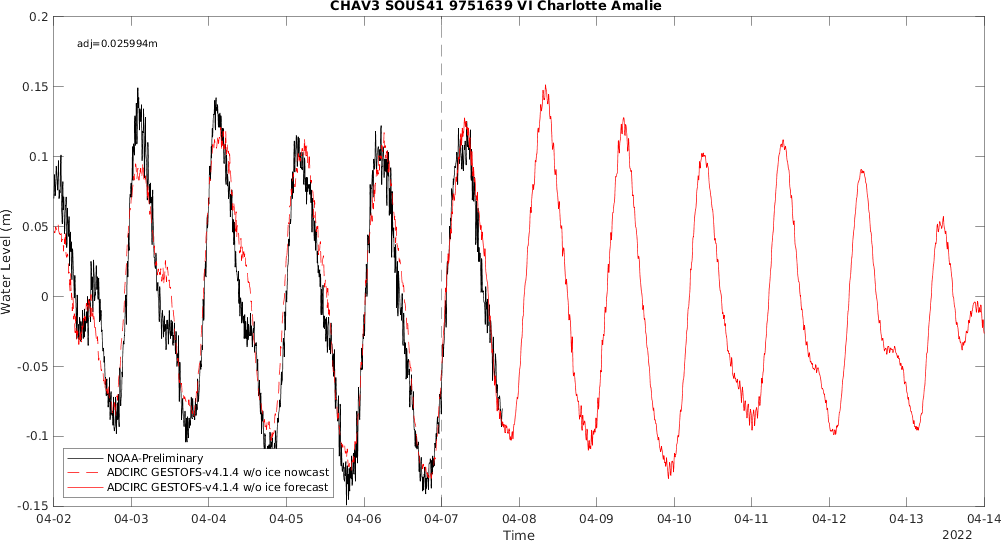 CHAV3 SOUS41 9751639 VI Charlotte Amalie
adj=0.025994m
Water Level (m)
0.2
0.15
0.1
0.05
0
-0.05
-0.1
-0.15
NOAA-Preliminary
ADCIRC GESTOFS-v4.1.4 w/o ice nowcast
ADCIRC GESTOFS-v4.1.4 w/o ice forecast
04-02 04-03 04-04 04-05 04-06 04-07 04-08 04-09 04-10 04-11 04-12 04-13 04-14
Time
2022